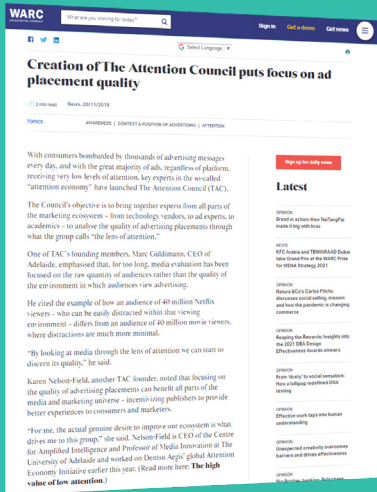 WARC
What are you looking for today?
Sign in
Get a demo
Get news
Select Language
Creation of The Attention Council puts focus on ad
placement quality
2 min read
News, 20/11/2019
TOPICS
AWARENESS | CONTEXT & POSITION OF ADVERTISING | ATTENTION
With consumers bombarded by thousands of advertising messages
every day, and with the great majority of ads, regardless of platform,
receiving very low levels of attention, key experts in the so-called
“attention economy” have launched The Attention Council (TAC).
The Council's objective is to bring together experts from all parts of
the marketing ecosystem – from technology vendors, to ad experts, to
academics – to analyse the quality of advertising placements through
what the group calls “the lens of attention.”
One of TAC's founding members, Marc Guldimann, CEO of
Adelaide, emphasised that, for too long, media evaluation has been
focused on the raw quantity of audiences rather than the quality of
the environment in which audiences view advertising.
He cited the example of how an audience of 40 million Netflix
viewers – who can be easily distracted within that viewing
environment – differs from an audience of 40 million movie viewers,
where distractions are much more minimal.
“By looking at media through the lens of attention we can start to
discern its quality,” he said.
Karen Nelson-Field, another TAC founder, noted that focusing on
the quality of advertising placements can benefit all parts of the
media and marketing universe – incentivizing publishers to provide
better experiences to consumers and marketers.
“For me, the actual genuine desire to improve our ecosystem is what
drives me to this group,” she said. Nelson-Field is CEO of the Centre
for Amplified Intelligence and Professor of Media Innovation at The
University of Adelaide and worked on Dentsu Aegis' global Attention
Economy Initiative earlier this year. (Read more here: The high
value of low attention.)
Sign up for daily news
Latest
OPINION
Brand in action: How NaiTangPai
made it big with bras
NEWS
KFC Arabia and TBWA\RAAD Dubai
take Grand Prix at the WARC Prize
for MENA Strategy 2021
OPINION
Natura &Co's Carlos Pitchu
discusses social selling, mission
and how the pandemic is changing
commerce
OPINION
Reaping the Rewards: Insights into
the 2021 DBA Design
Effectiveness Awards winners
OPINION
From 'dusty' to social sensation:
How a lollipop redefined DNA
testing
OPINION
Effective work taps into human
understanding
OPINION
Unexpected creativity overcomes
barriers and drives effectiveness
OPINION